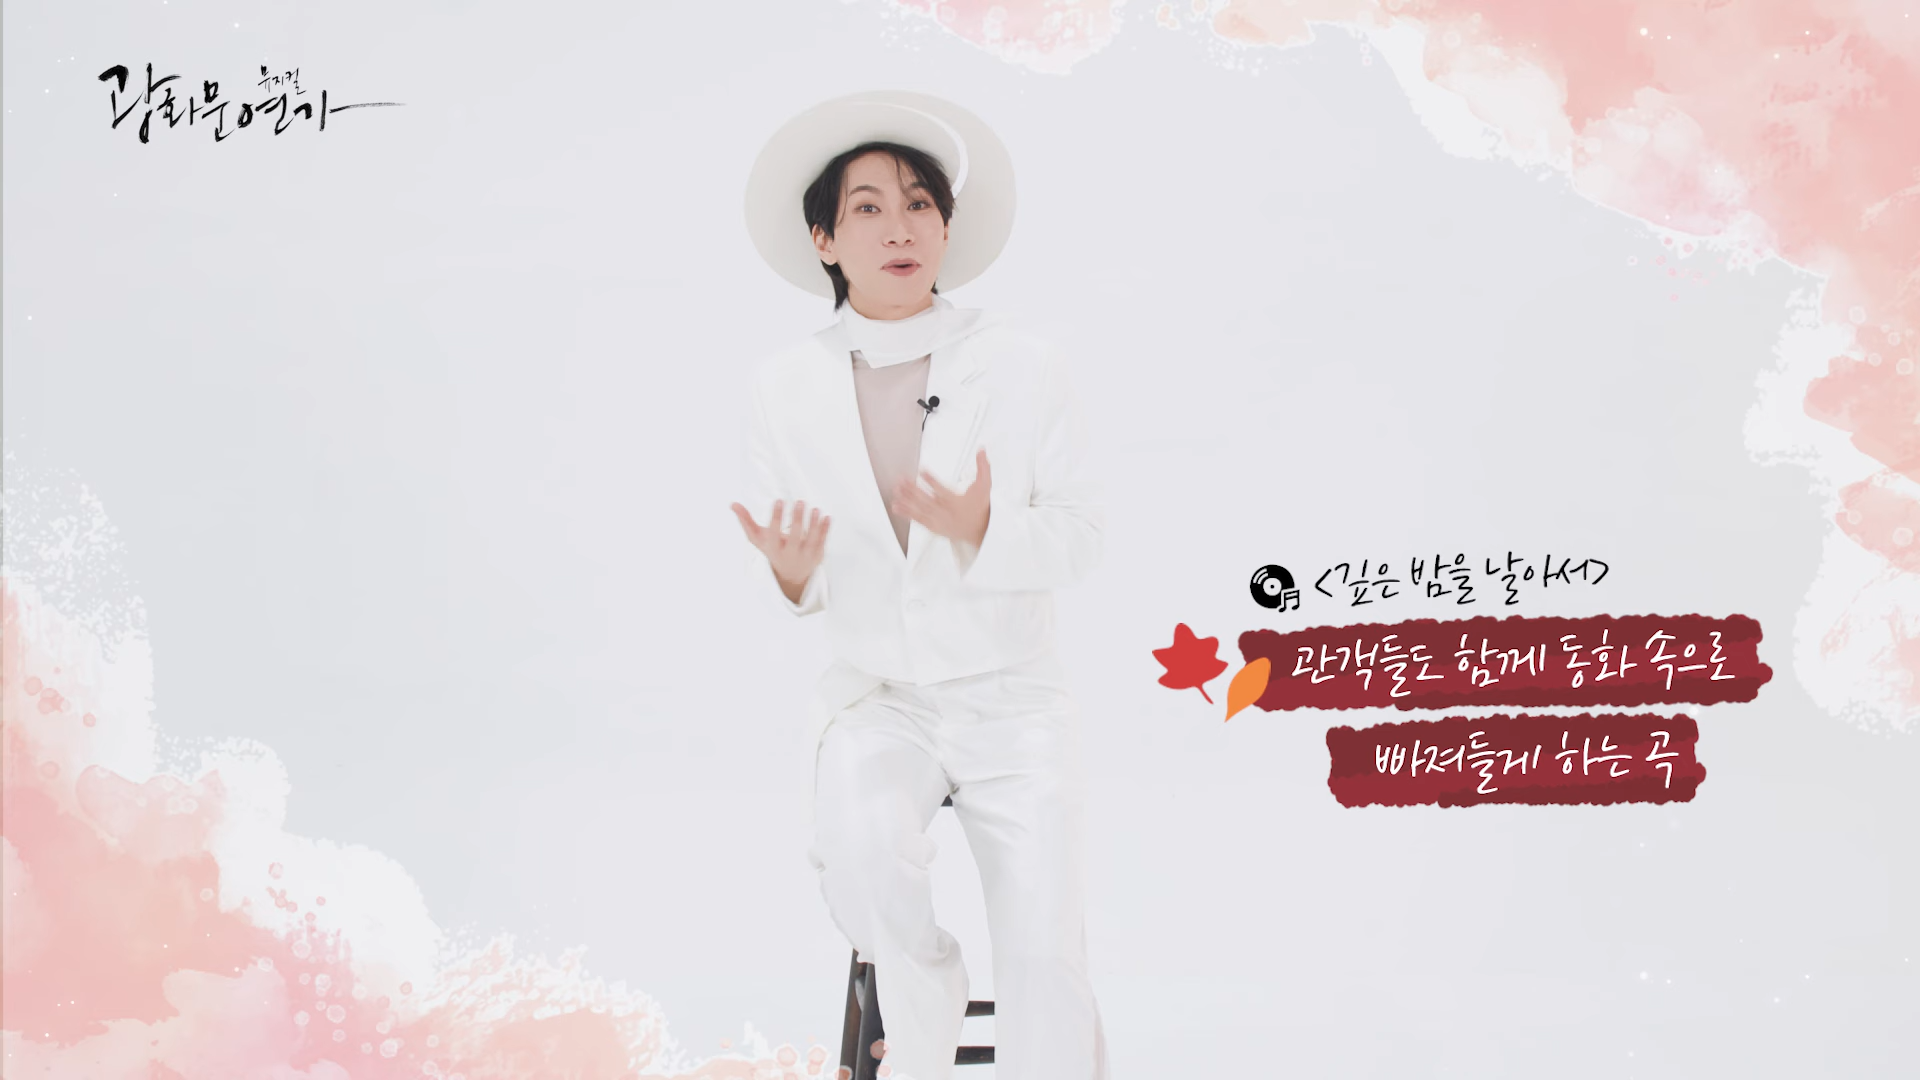 뮤지컬
광화문연가
<깊은 밤을 날아서>
관객들도 함께 동화 속으로
빠져들게 하는 곡